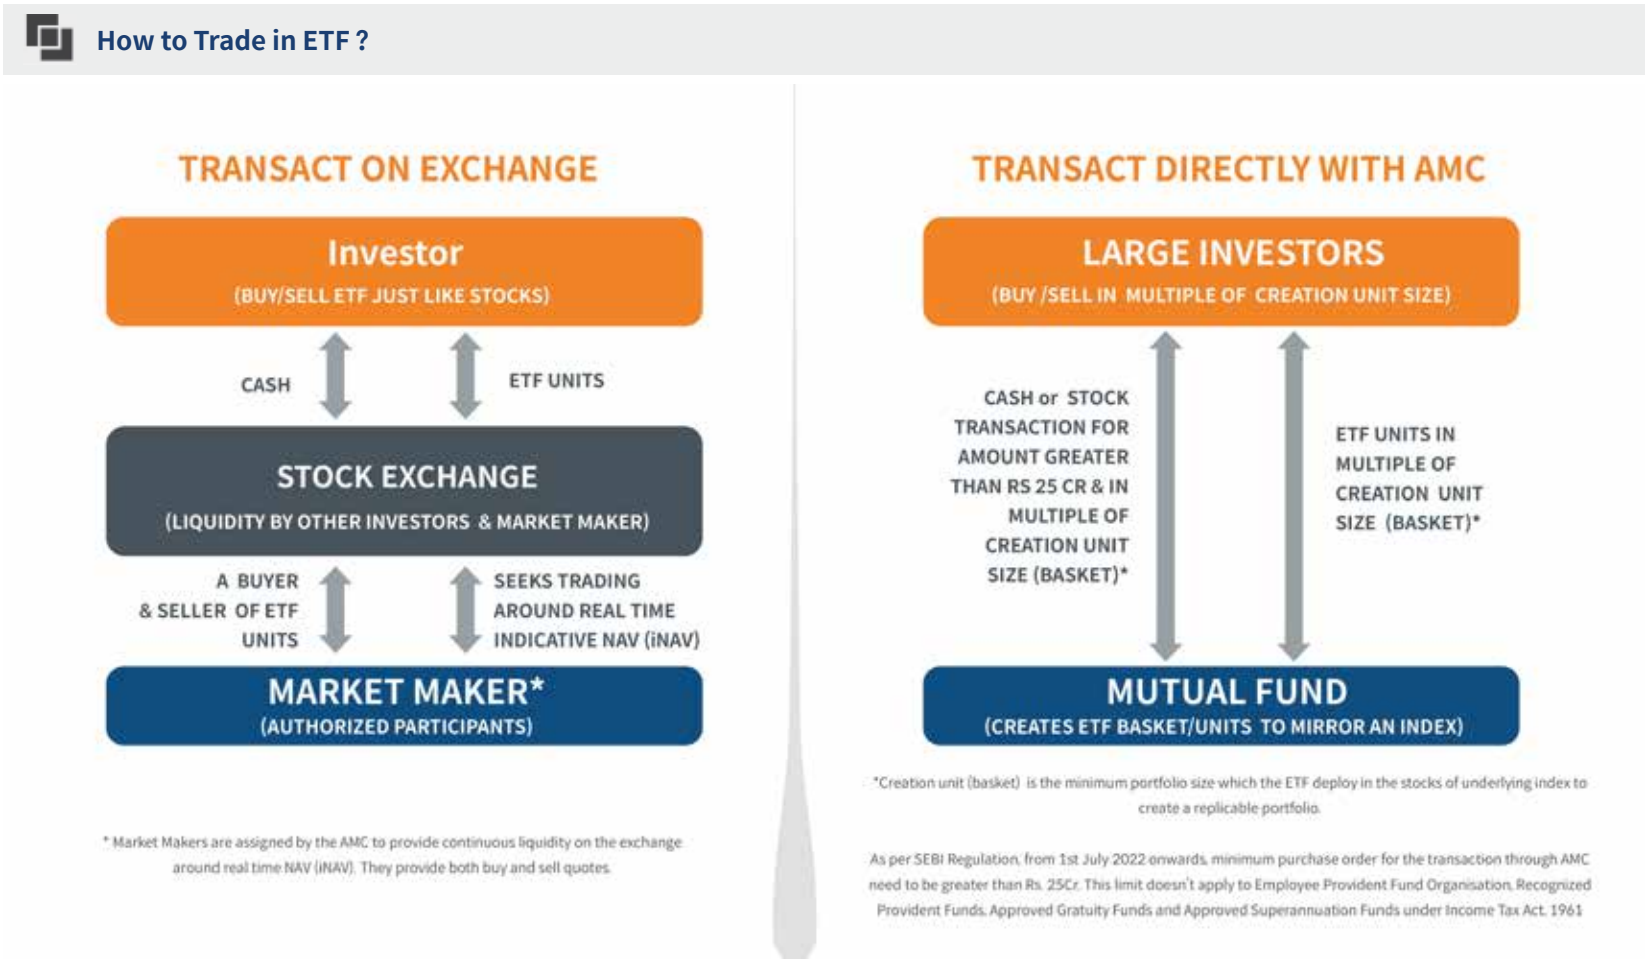 How to Trade in ETF ?
TRANSACT ON EXCHANGE
Investor
(BUY/SELL ETF JUST LIKE STOCKS)
CASH
ETF UNITS
STOCK EXCHANGE
(LIQUIDITY BY OTHER INVESTORS & MARKET MAKER)
A BUYER
& SELLER OF ETF
UNITS
SEEKS TRADING
AROUND REAL TIME
INDICATIVE NAV (iNAV)
MARKET MAKER*
(AUTHORIZED PARTICIPANTS)
* Market Makers are assigned by the AMC to provide continuous liquidity on the exchange
around real time NAV (iNAV). They provide both buy and sell quotes.
TRANSACT DIRECTLY WITH AMC
LARGE INVESTORS
(BUY /SELL IN MULTIPLE OF CREATION UNIT SIZE)
CASH or STOCK
TRANSACTION FOR
AMOUNT GREATER
THAN RS 25 CR & IN
MULTIPLE OF
CREATION UNIT
SIZE (BASKET)*
ETF UNITS IN
MULTIPLE OF
CREATION UNIT
SIZE (BASKET)*
MUTUAL FUND
(CREATES ETF BASKET/UNITS TO MIRROR AN INDEX)
*Creation unit (basket) is the minimum portfolio size which the ETF deploy in the stocks of underlying index to
create a replicable portfolio.
As per SEBI Regulation, from 1st July 2022 onwards, minimum purchase order for the transaction through AMC
need to be greater than Rs. 25Cr. This limit doesn't apply to Employee Provident Fund Organisation, Recognized
Provident Funds, Approved Gratuity Funds and Approved Superannuation Funds under Income Tax Act, 1961